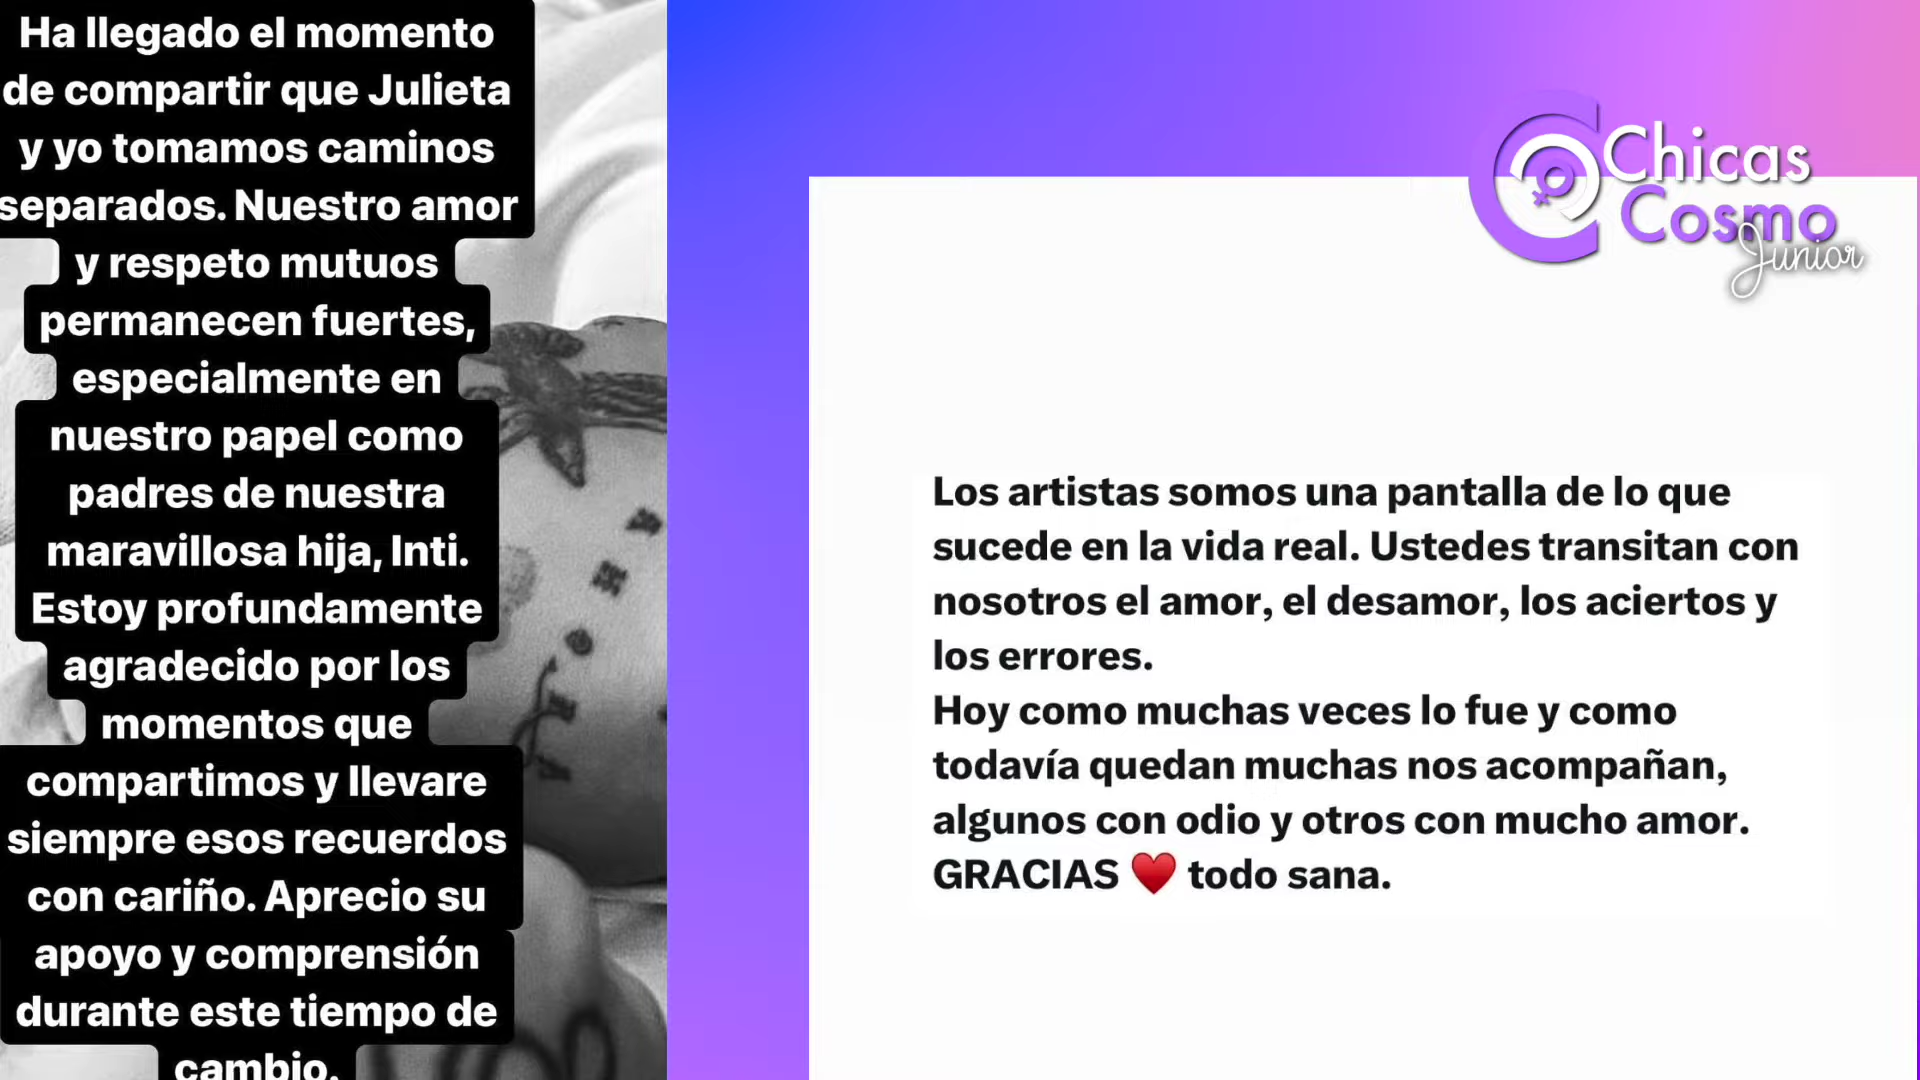 Ha llegado el momento
de compartir que Julieta
y yo tomamos caminos
separados. Nuestro amor
y respeto mutuos
permanecen fuertes,
especialmente en
nuestro papel como
padres de nuestra
maravillosa hija, Inti.
Estoy profundamente
agradecido por los
momentos que
compartimos y llevare
siempre esos recuerdos
con cariño. Aprecio su
apoyo y comprensión
durante este tiempo de
cambio.
Chicas
Cosmo
Junior
Los artistas somos una pantalla de lo que
sucede en la vida real. Ustedes transitan con
nosotros el amor, el desamor, los aciertos y
los errores.
Hoy como muchas veces lo fue y como
todavía quedan muchas nos acompañan,
algunos con odio y otros con mucho amor.
GRACIAS ♥️ todo sana.